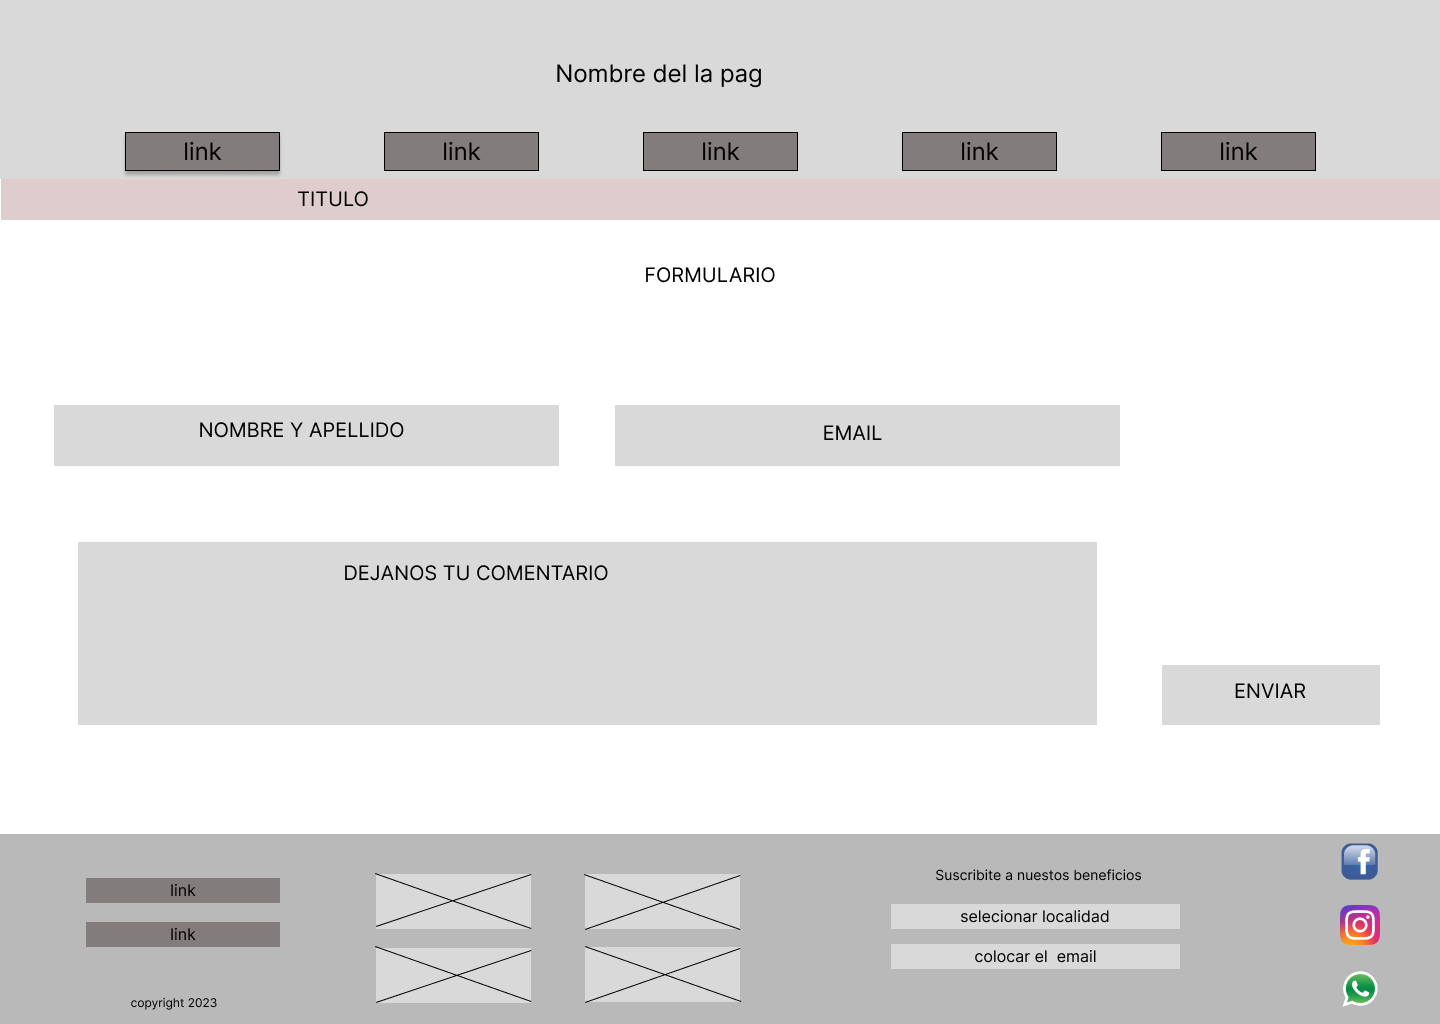 Nombre del la pag
link
link
link
link
link
TITULO
FORMULARIO
NOMBRE Y APELLIDO
EMAIL
DEJANOS TU COMENTARIO
ENVIAR
link
link
copyright 2023
Suscribite a nuestos beneficios
selecionar localidad
colocar el  email